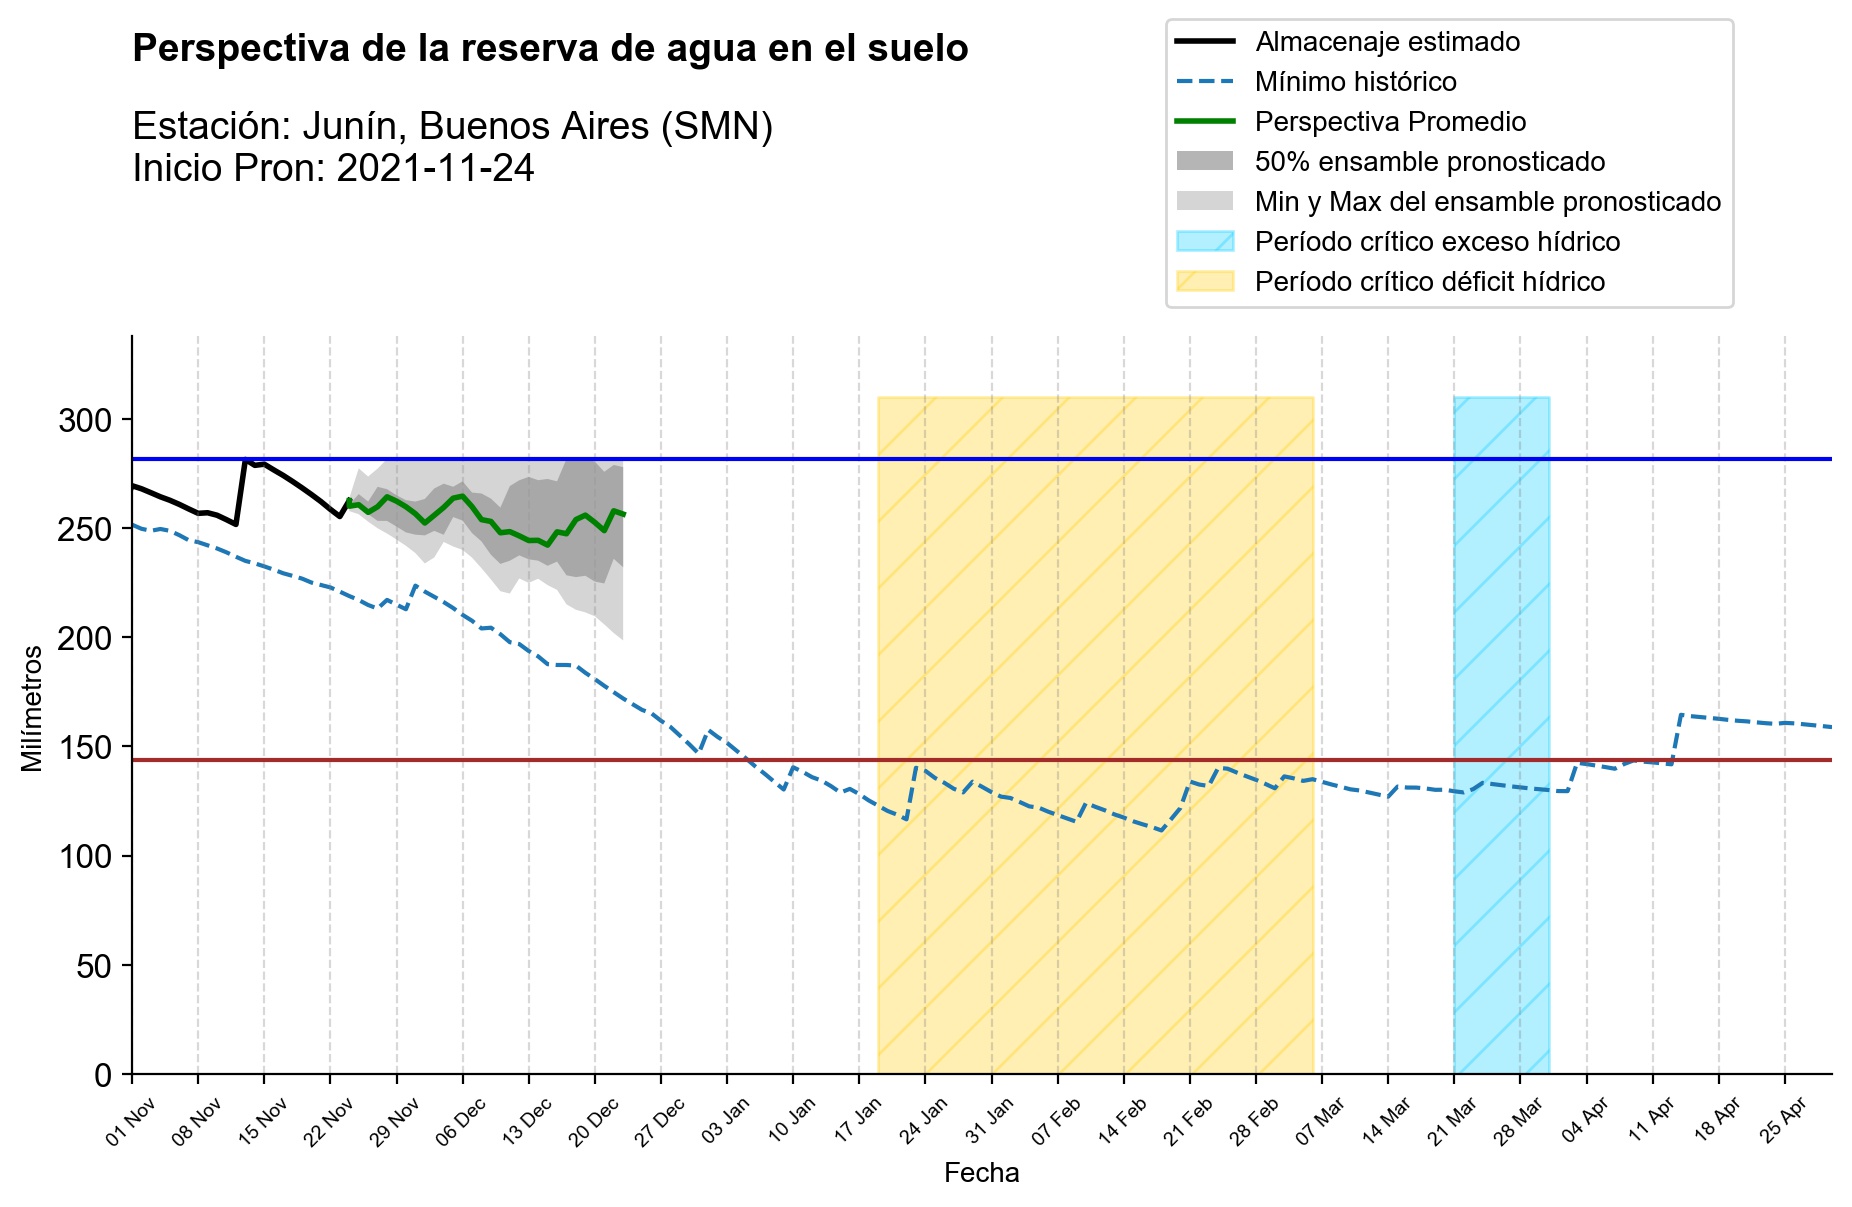 Perspectiva de la reserva de agua en el suelo
Estación: Junín, Buenos Aires (SMN)
Inicio Pron: 2021-11-24
Almacenaje estimado
Mínimo histórico
Perspectiva Promedio
50% ensamble pronosticado
Min y Max del ensamble pronosticado
Período crítico exceso hídrico
Período crítico déficit hídrico
Milímetros
300
250
200
150
100
50
0
01 Nov
08 Nov
15 Nov
22 Nov
29 Nov
06 Dec
13 Dec
20 Dec
27 Dec
03 Jan
10 Jan
17 Jan
24 Jan
31 Jan
07 Feb
14 Feb
21 Feb
28 Feb
07 Mar
14 Mar
21 Mar
28 Mar
04 Apr
11 Apr
18 Apr
25 Apr
Fecha